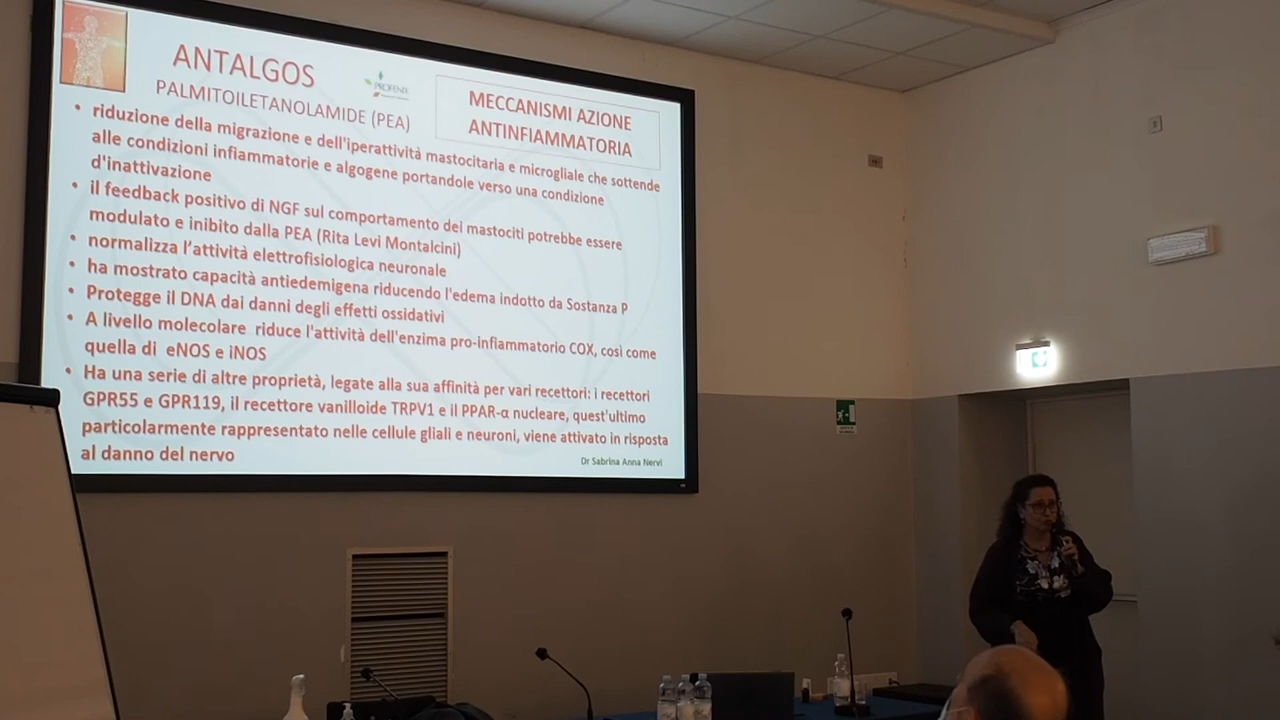 ANTALGOS
PROFENIX
PALMITOILETANOLAMIDE (PEA)
MECCANISMI AZIONE
ANTINFIAMMATORIA
• riduzione della migrazione e dell'iperattività mastocitaria e microgliale che sottende
alle condizioni infiammatorie e algogene portandole verso una condizione
d'inattivazione
• il feedback positivo di NGF sul comportamento dei mastociti potrebbe essere
modulato e inibito dalla PEA (Rita Levi Montalcini)
• normalizza l'attività elettrofisiologica neuronale
• ha mostrato capacità antiedemigena riducendo l'edema indotto da Sostanza P
• Protegge il DNA dai danni degli effetti ossidativi
• A livello molecolare riduce l'attività dell'enzima pro-infiammatorio COX, così come
quella di eNOS e iNOS
• Ha una serie di altre proprietà, legate alla sua affinità per vari recettori: i recettori
GPR55 e GPR119, il recettore vanilloide TRPV1 e il PPAR-α nucleare, quest'ultimo
particolarmente rappresentato nelle cellule gliali e neuroni, viene attivato in risposta
al danno del nervo
Dr Sabrina Anna Nervi